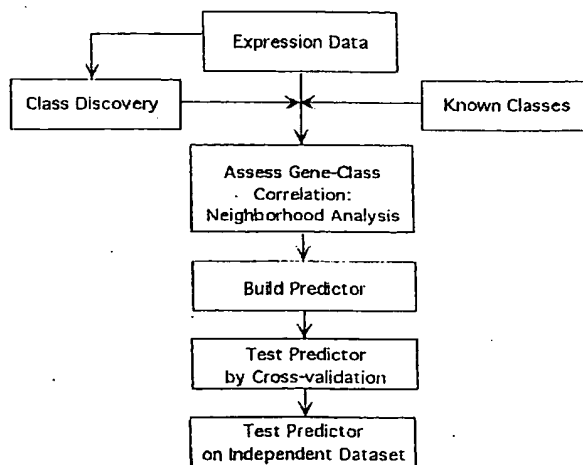 Expression Data
Class Discovery
Known Classes
Assess Gene-Class
Correlation:
Neighborhood Analysis
Build Predictor
Test Predictor
by Cross-validation
Test Predictor
on Independent Dataset